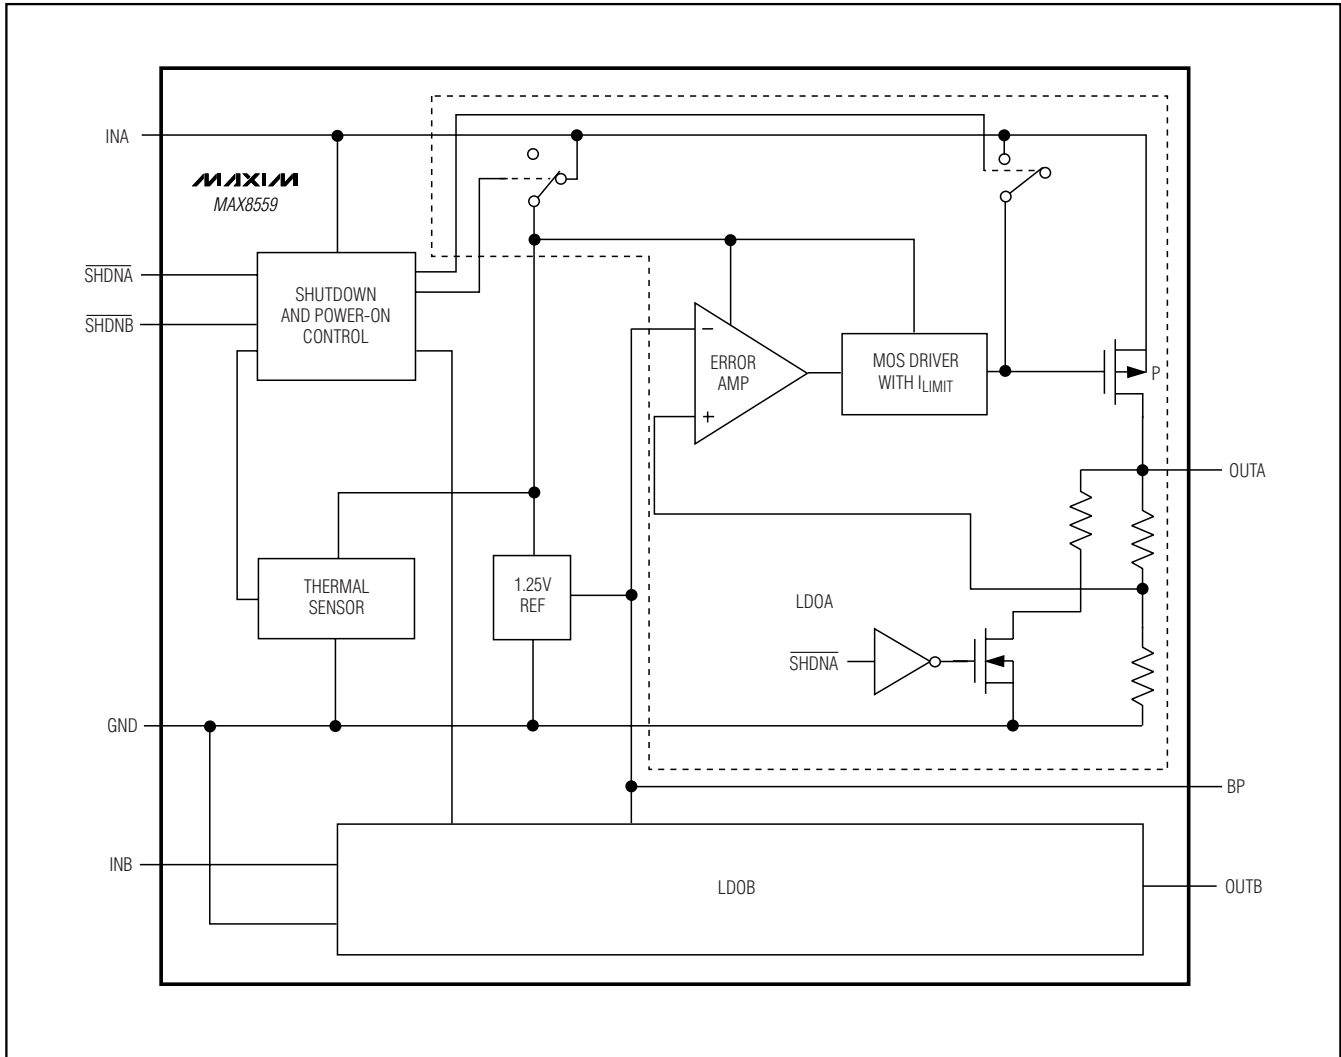 INA
MAXIM
MAX8559
SHDNA
SHDNB
SHUTDOWN
AND POWER-ON
CONTROL
−
ERROR
AMP
+
MOS DRIVER
WITH ILIMIT
P
OUTA
THERMAL
SENSOR
1.25V
REF
LDOA
SHDNA
GND
BP
INB
LDOB
OUTB